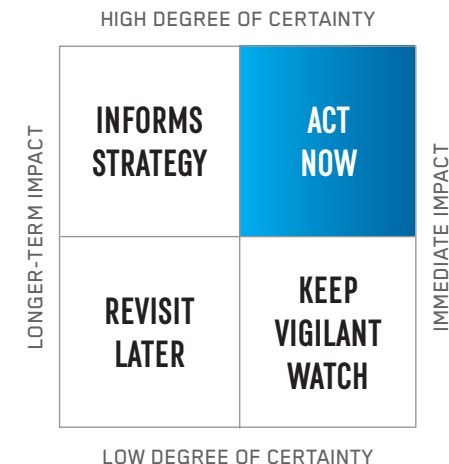 HIGH DEGREE OF CERTAINTY
LONGER-TERM IMPACT
INFORMS
STRATEGY
ACT
NOW
IMMEDIATE IMPACT
REVISIT
LATER
KEEP
VIGILANT
WATCH
LOW DEGREE OF CERTAINTY